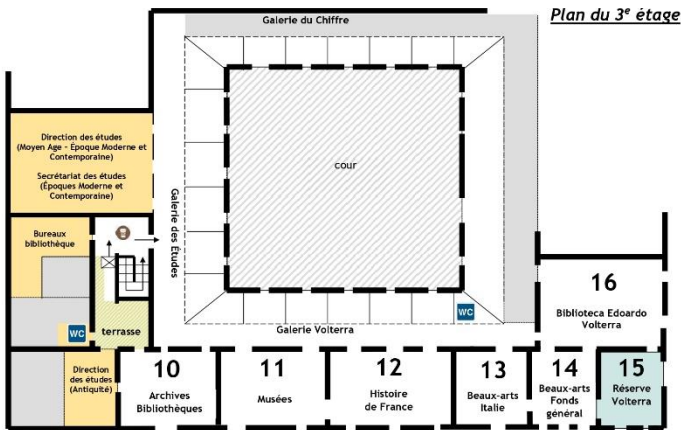 Galerie du Chiffre
Plan du 3e étage
Direction des études
(Moyen Age - Époque Moderne et
Contemporaine)
Secrétariat des études
(Époques Moderne et
Contemporaine)
cour
Galerie des Études
Bureaux
bibliothèque
16
Biblioteca Edoardo
Volterra
WC
WC
terrasse
Galerie Volterra
Direction
des études
(Antiquité)
10
Archives
Bibliothèques
11
Musées
12
Histoire
de France
13
Beaux-arts
Italie
14
Beaux-arts
Fonds
général
15
Réserve
Volterra